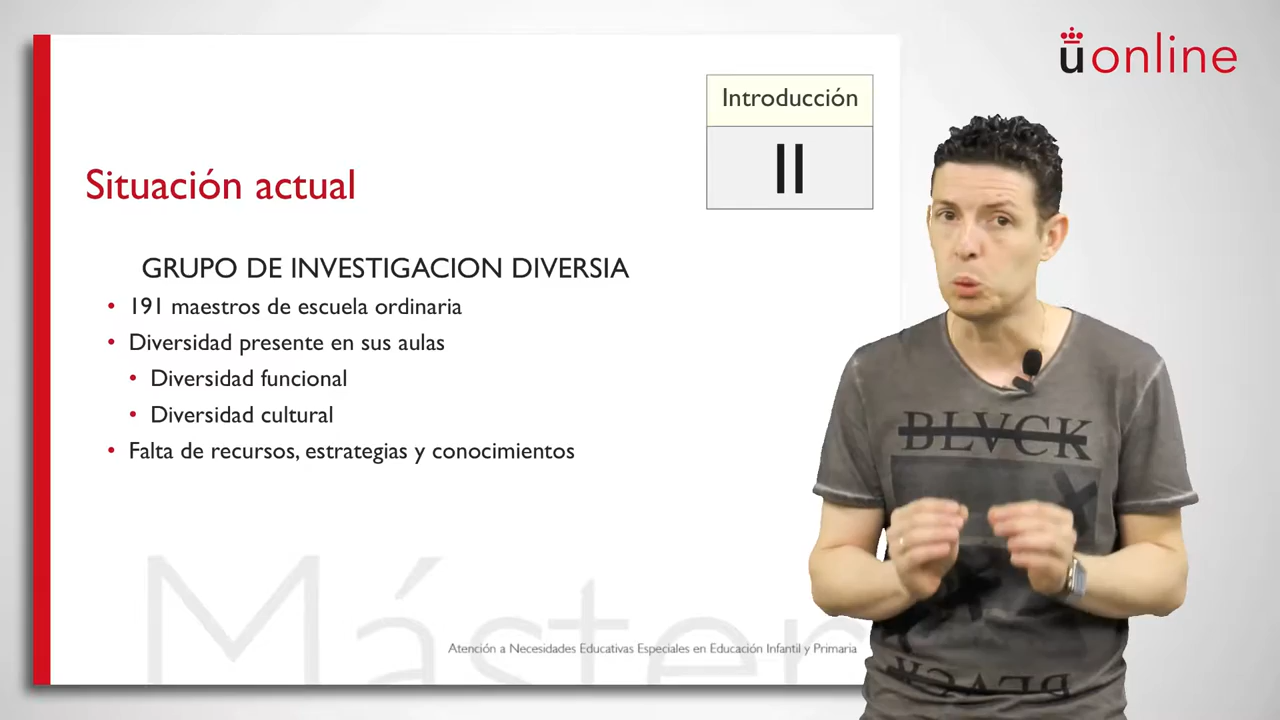 uonline
Introducción
II
Situación actual
GRUPO DE INVESTIGACION DIVERSIA
• 191 maestros de escuela ordinaria
• Diversidad presente en sus aulas
• Diversidad funcional
• Diversidad cultural
• Falta de recursos, estrategias y conocimientos
BLVCK
BLACK
Máster
Atención a Necesidades Educativas Especiales en Educación Infantil y Primaria